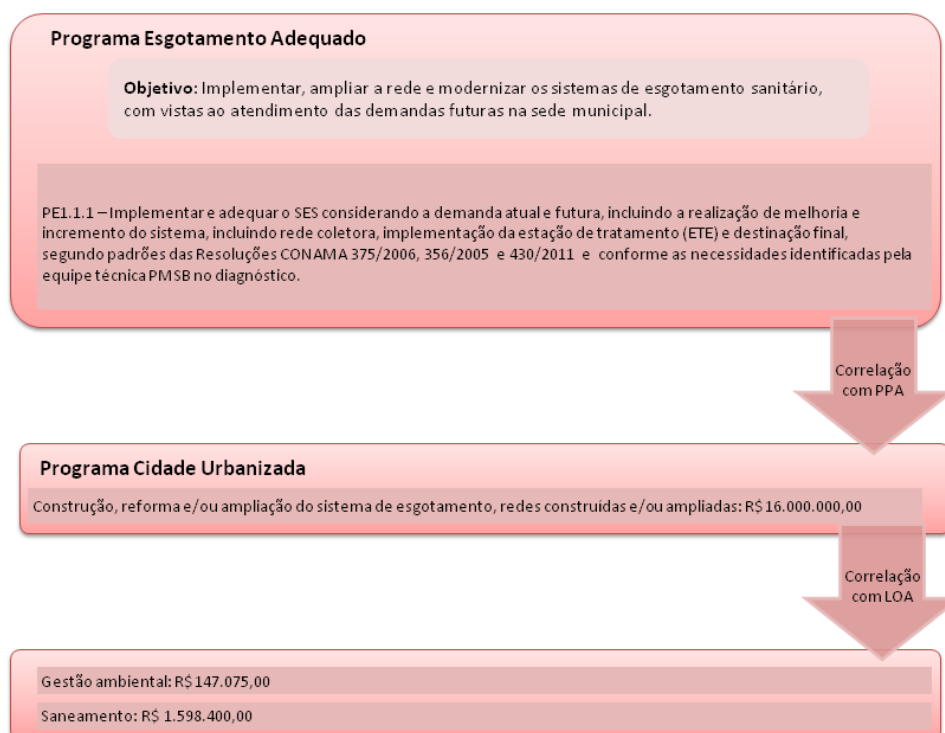 Programa Esgotamento Adequado
Objetivo: Implementar, ampliar a rede e modernizar os sistemas de esgotamento sanitário,
com vistas ao atendimento das demandas futuras na sede municipal.
PE1.1.1 – Implementar e adequar o SES considerando a demanda atual e futura, incluindo a realização de melhoria e
incremento do sistema, incluindo rede coletora, implementação da estação de tratamento (ETE) e destinação final,
segundo padrões das Resoluções CONAMA 375/2006, 356/2005 e 430/2011 e conforme as necessidades identificadas pela
equipe técnica PMSB no diagnóstico.
Correlação
com PPA
Programa Cidade Urbanizada
Construção, reforma e/ou ampliação do sistema de esgotamento, redes construídas e/ou ampliadas: R$ 16.000.000,00
Correlação
com LOA
Gestão ambiental: R$ 147.075,00
Saneamento: R$ 1.598.400,00